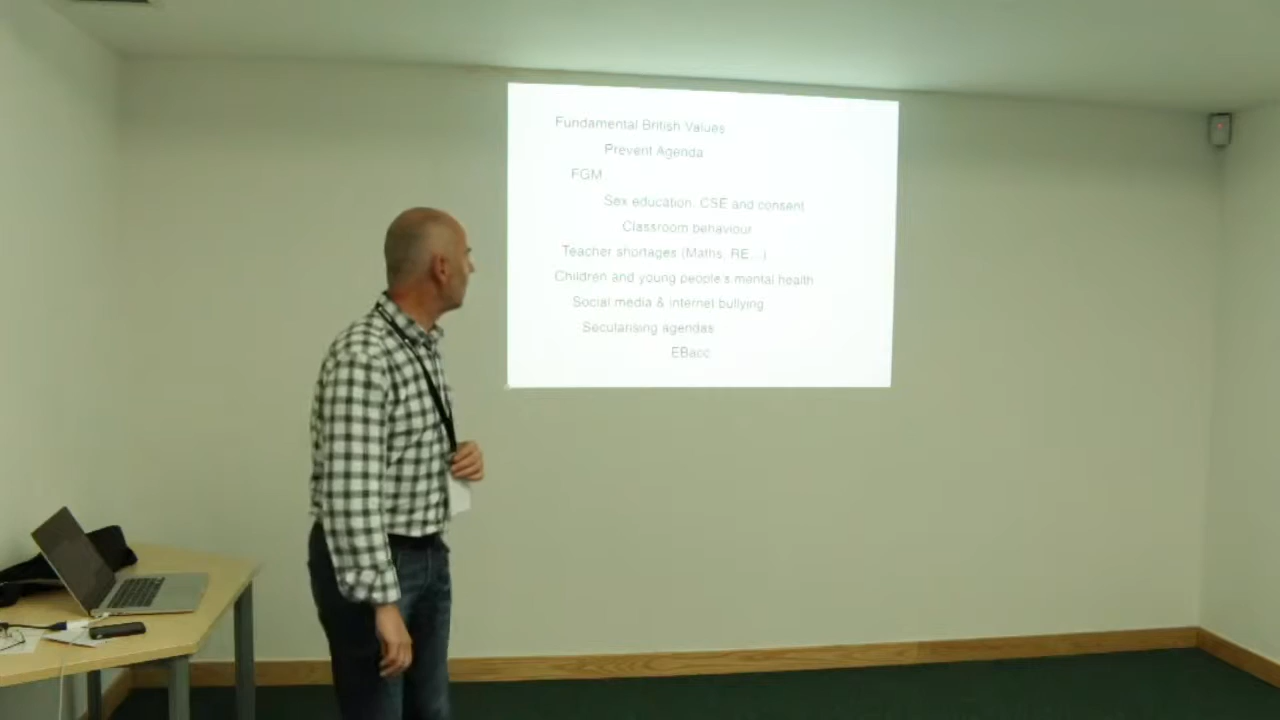 Fundamental British Values
Prevent Agenda
FGM
Sex education, CSE and consent
Classroom behaviour
Teacher shortages (Maths, RE...)
Children and young people's mental health
Social media & internet bullying
Secularising agendas
EBacc